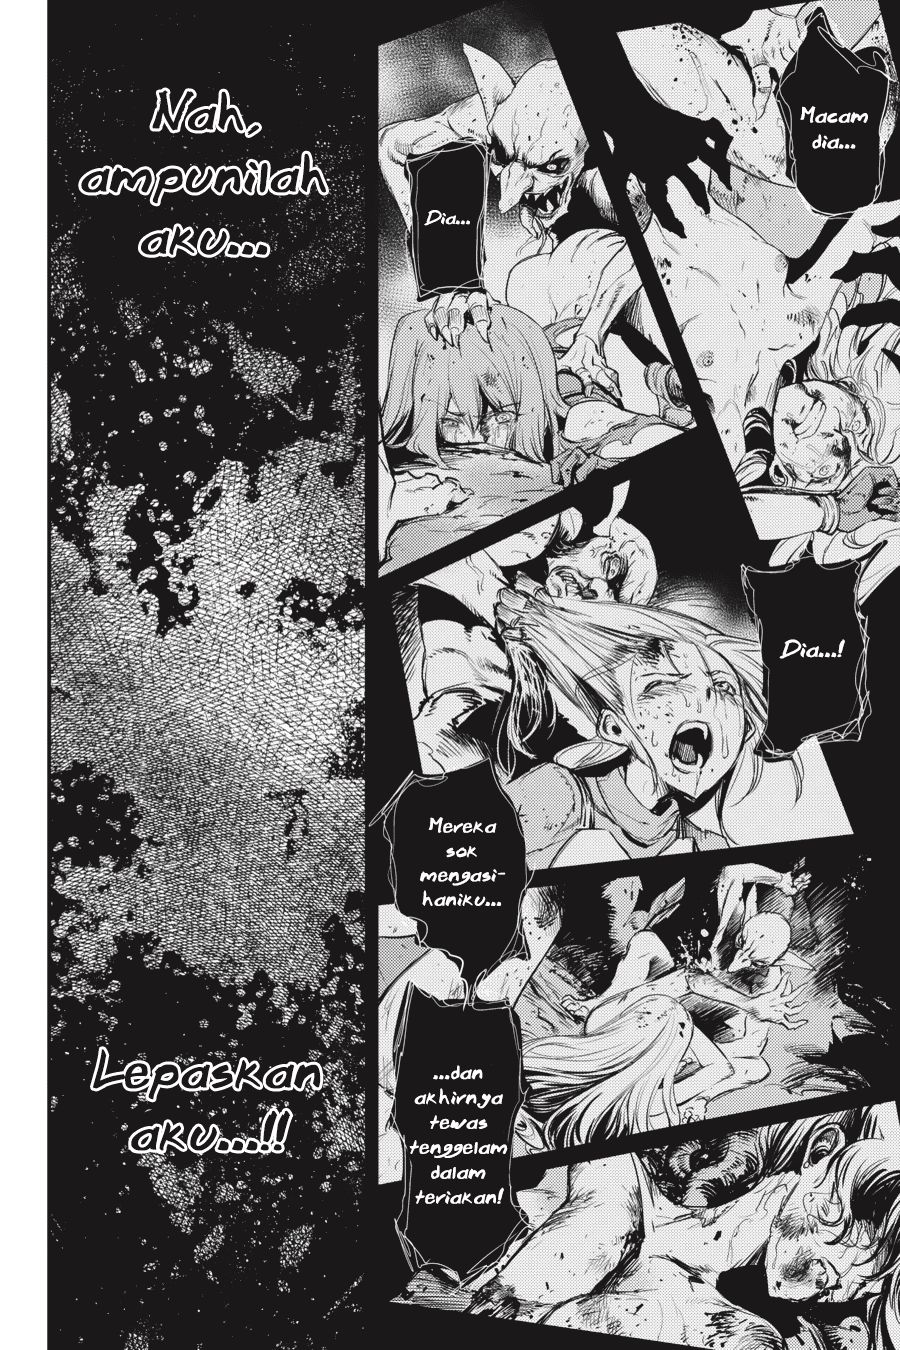 Macam
dia...
Dia...
Dia...!
Mereka
sok
mengasi-
haniku...
...dan
akhirnya
tewas
tenggelam
dalam
teriakan!
Nah,
ampunilah
aku...
Lepaskan
aku...!!